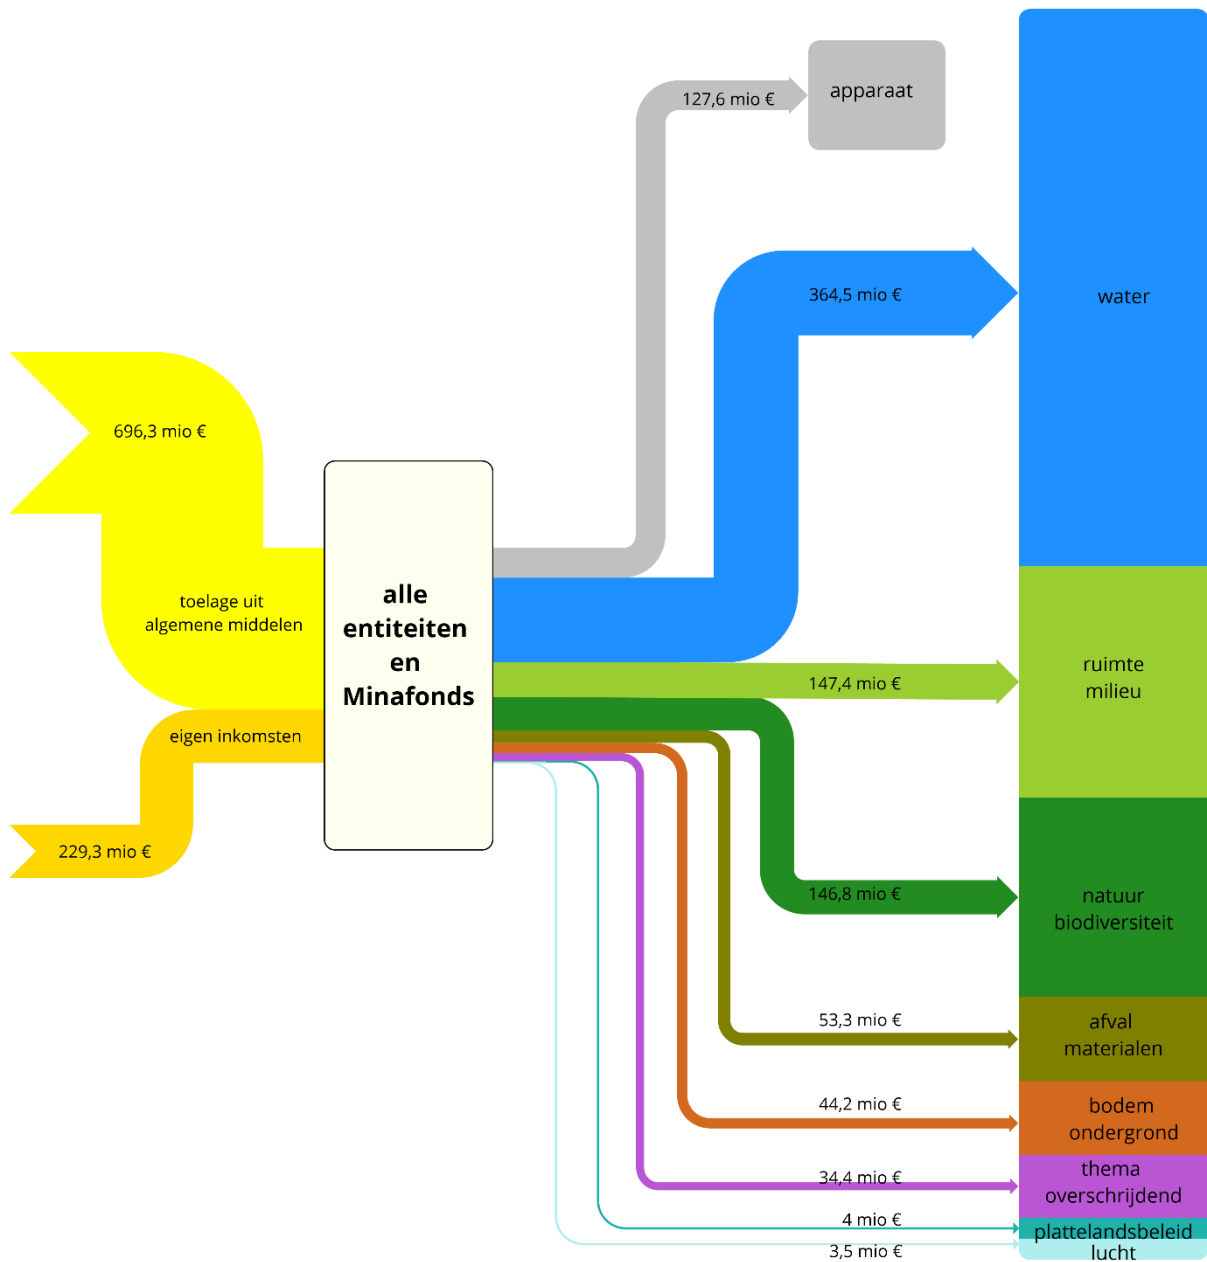 127,6 mio €
apparaat
364,5 mio €
water
696,3 mio €
toelage uit
algemene middelen
alle
entiteiten
en
Minafonds
eigen inkomsten
229,3 mio €
147,4 mio €
ruimte
milieu
146,8 mio €
natuur
biodiversiteit
53,3 mio €
afval
materialen
44,2 mio €
bodem
ondergrond
34,4 mio €
thema
overschrijdend
4 mio €
plattelandsbeleid
3,5 mio €
lucht